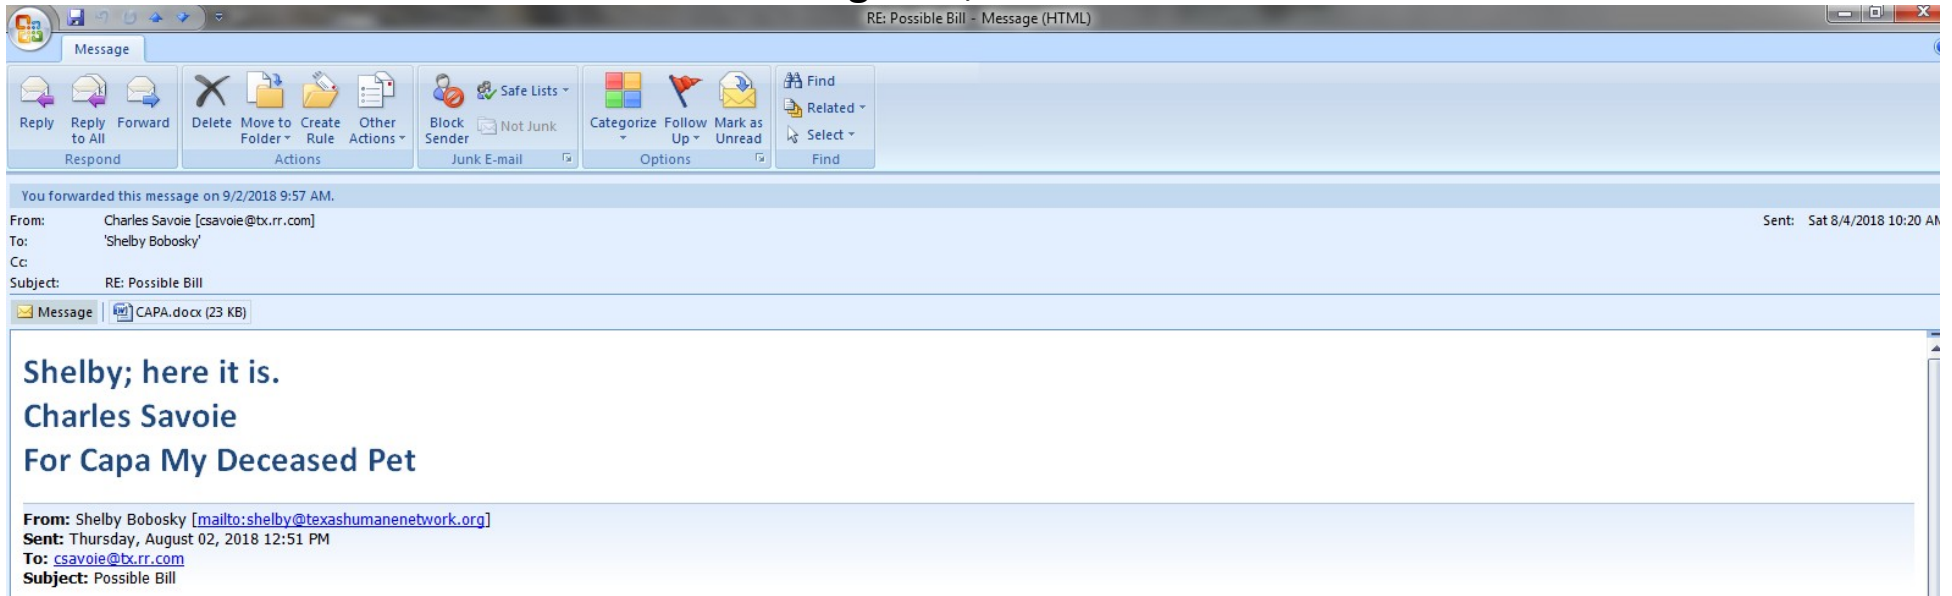 RE: Possible Bill - Message (HTML)
Message
Reply
Reply to All
Forward
Respond
Delete
Move to Folder
Create Rule
Other Actions
Actions
Block Sender
Safe Lists
Not Junk
Junk E-mail
Categorize
Follow Up
Mark as Unread
Options
Find
Related
Select
Find
You forwarded this message on 9/2/2018 9:57 AM.
From: Charles Savoie [csavoie@tx.rr.com]
Sent: Sat 8/4/2018 10:20 AM
To: 'Shelby Bobosky'
Cc:
Subject: RE: Possible Bill
Message
CAPA.docx (23 KB)
Shelby; here it is.
Charles Savoie
For Capa My Deceased Pet
From: Shelby Bobosky [mailto:shelby@texashumanenetwork.org]
Sent: Thursday, August 02, 2018 12:51 PM
To: csavoie@tx.rr.com
Subject: Possible Bill